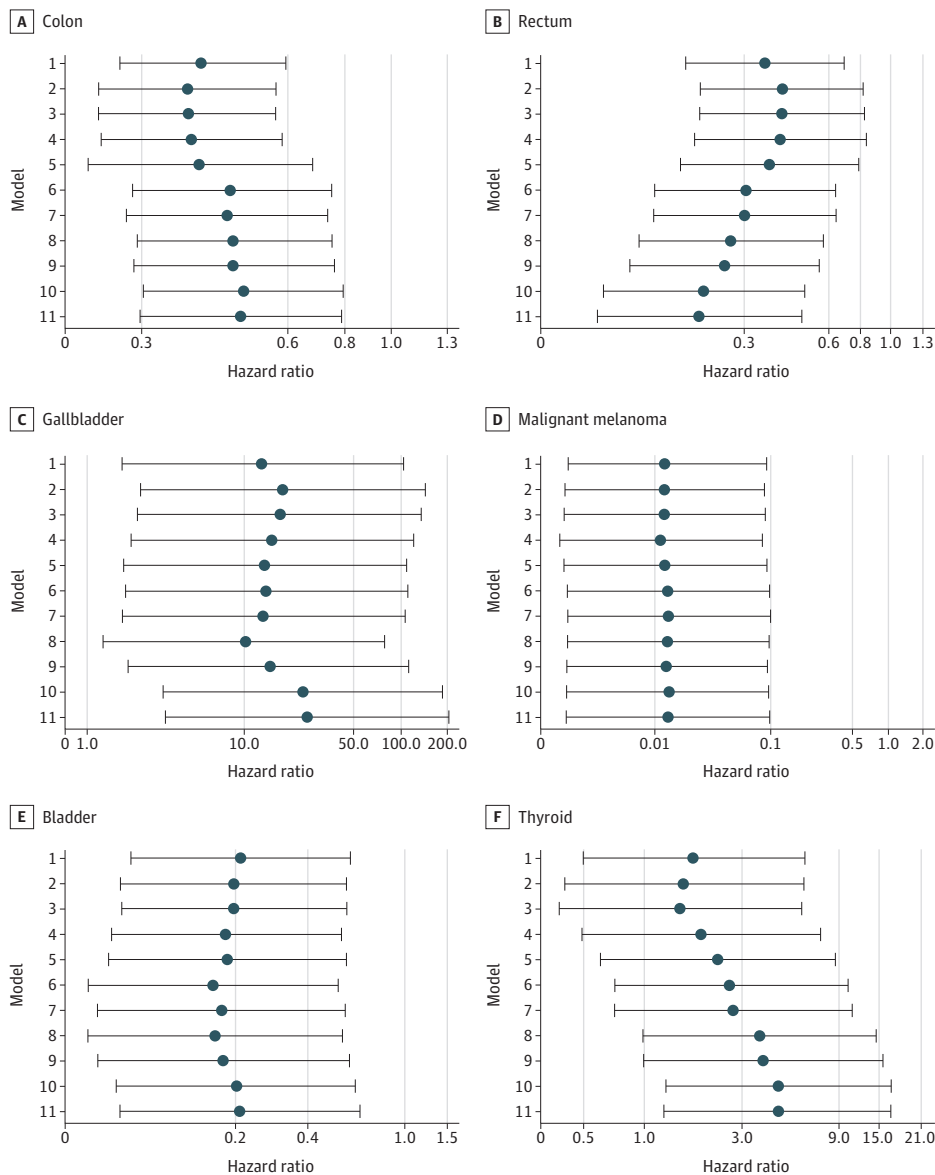 A Colon
Model
1
2
3
4
5
6
7
8
9
10
11
0 0.3 0.6 0.8 1.0 1.3
Hazard ratio
B Rectum
Model
1
2
3
4
5
6
7
8
9
10
11
0 0.3 0.6 0.8 1.0 1.3
Hazard ratio
C Gallbladder
Model
1
2
3
4
5
6
7
8
9
10
11
0 1.0 10.0 50.0 100.0 200.0
Hazard ratio
D Malignant melanoma
Model
1
2
3
4
5
6
7
8
9
10
11
0 0.01 0.1 0.5 1.0 2.0
Hazard ratio
E Bladder
Model
1
2
3
4
5
6
7
8
9
10
11
0 0.2 0.4 1.0 1.5
Hazard ratio
F Thyroid
Model
1
2
3
4
5
6
7
8
9
10
11
0 0.5 1.0 3.0 9.0 15.0 21.0
Hazard ratio